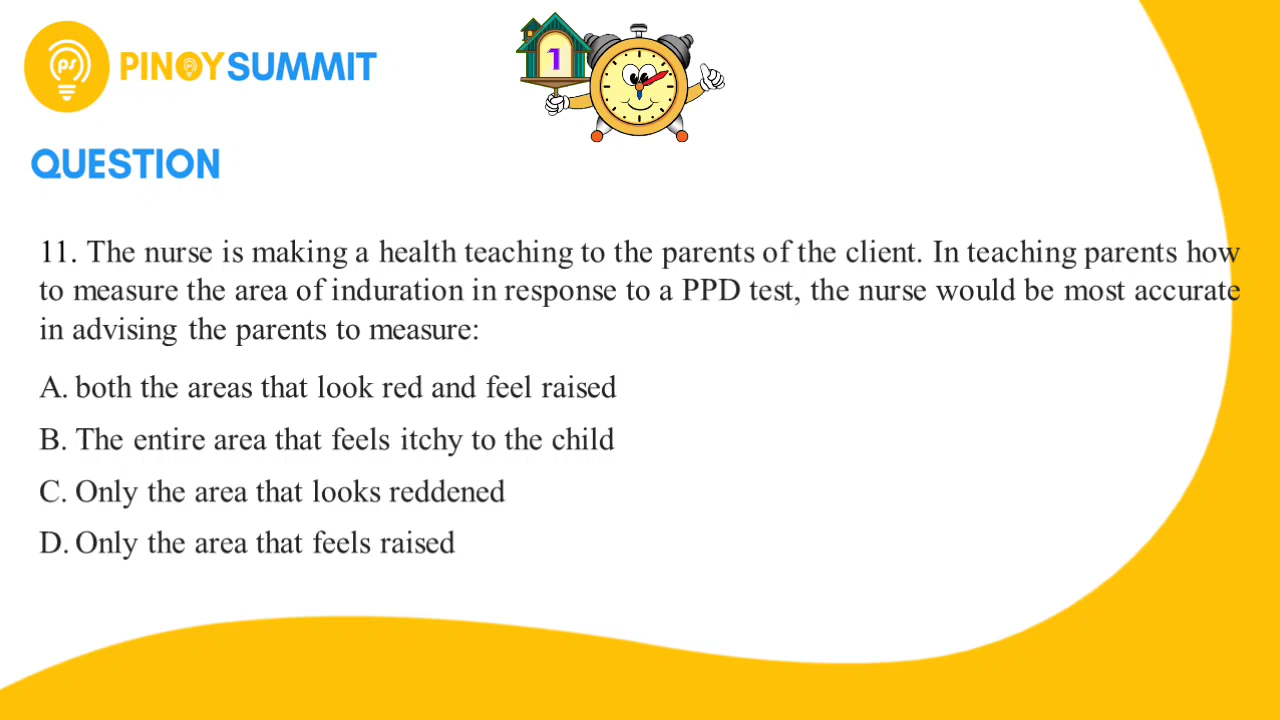 PINOYSUMMIT
1
QUESTION
11. The nurse is making a health teaching to the parents of the client. In teaching parents how
to measure the area of induration in response to a PPD test, the nurse would be most accurate
in advising the parents to measure:
A. both the areas that look red and feel raised
B. The entire area that feels itchy to the child
C. Only the area that looks reddened
D. Only the area that feels raised